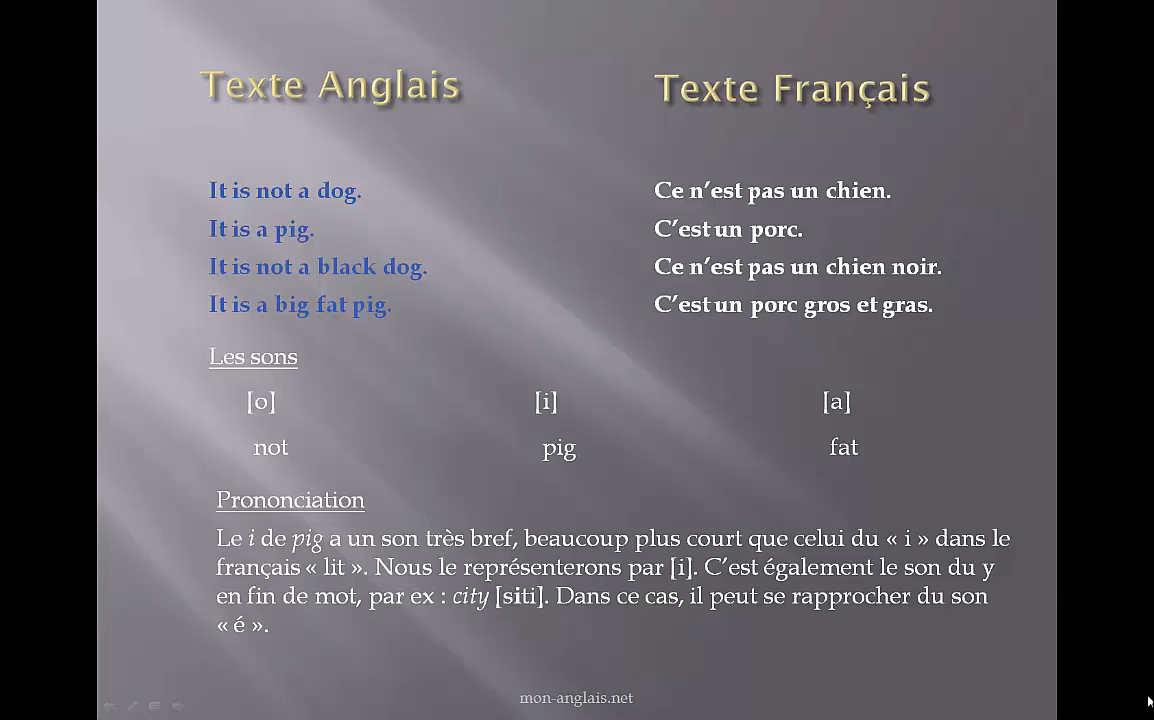 Texte Anglais
Texte Français
It is not a dog.
Ce n’est pas un chien.
It is a pig.
C’est un porc.
It is not a black dog.
Ce n’est pas un chien noir.
It is a big fat pig.
C’est un porc gros et gras.
Les sons
[o] [i] [a]
not pig fat
Prononciation
Le i de pig a un son très bref, beaucoup plus court que celui du « i » dans le
français « lit ». Nous le représenterons par [i]. C’est également le son du y
en fin de mot, par ex : city [siti]. Dans ce cas, il peut se rapprocher du son
« é ».
mon-anglais.net